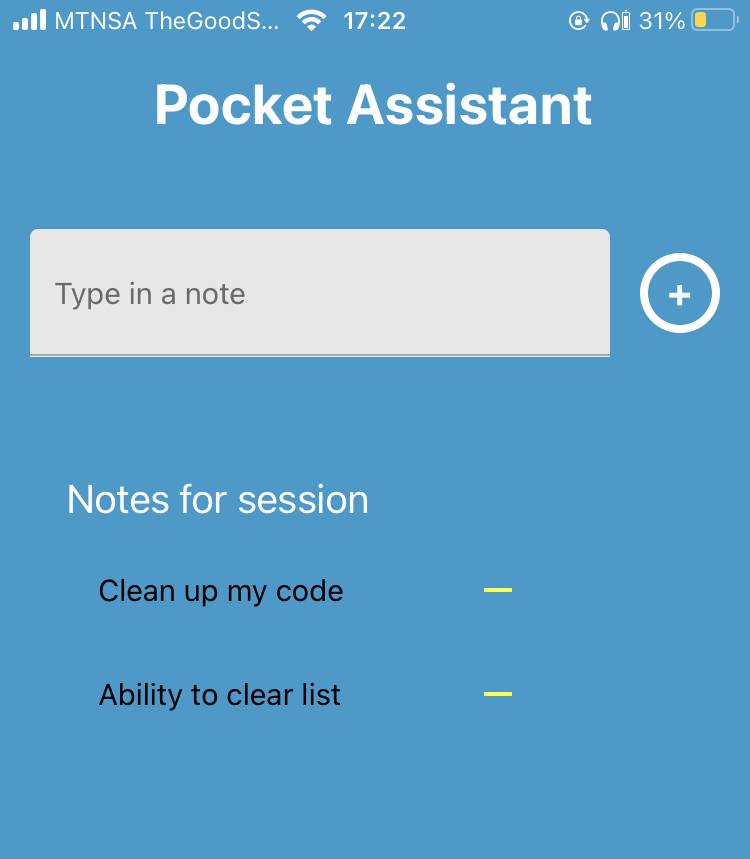 MTNSA TheGoodS... 17:22 31%
Pocket Assistant
Type in a note
+
Notes for session
Clean up my code
Ability to clear list